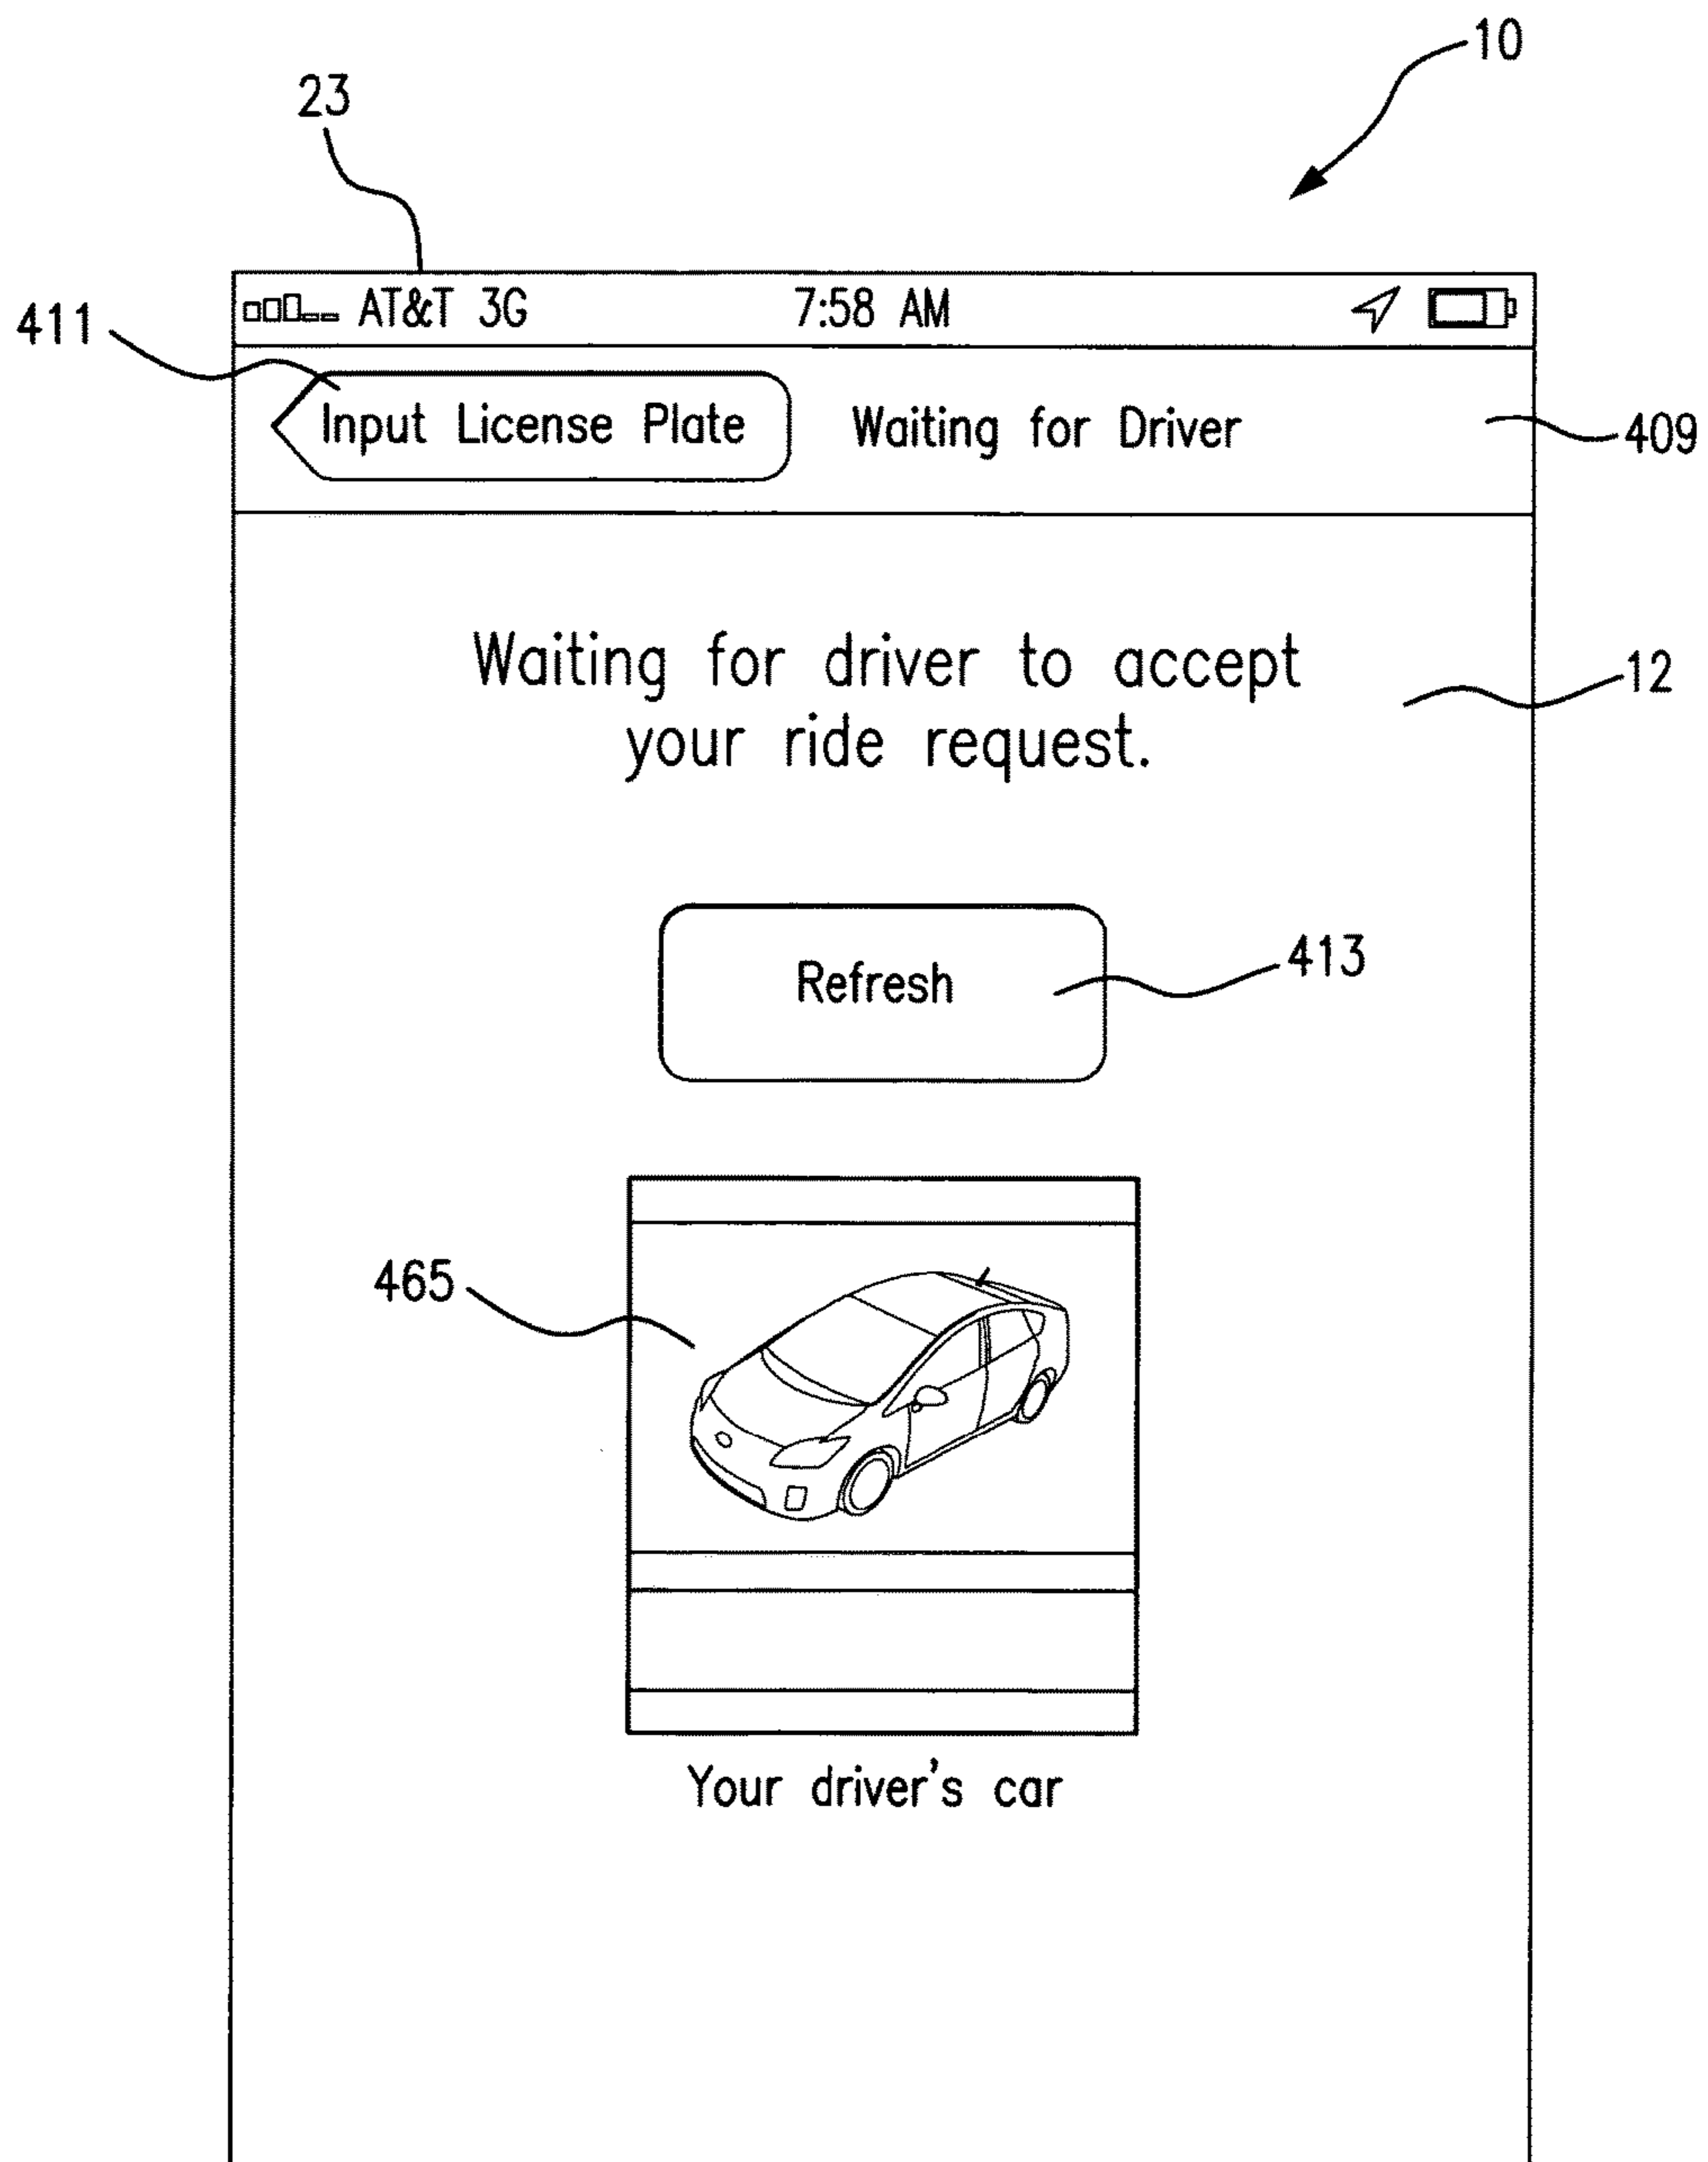 10
23
AT&T 3G 7:58 AM
411
Input License Plate Waiting for Driver
409
Waiting for driver to accept
your ride request.
12
Refresh
413
465
Your driver's car